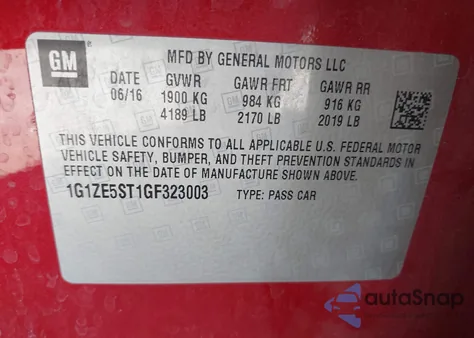 GM
MFD BY GENERAL MOTORS LLC
DATE GVWR GAWR FRT GAWR RR
06/16 1900 KG 984 KG 916 KG
4189 LB 2170 LB 2019 LB
THIS VEHICLE CONFORMS TO ALL APPLICABLE U.S. FEDERAL MOTOR
VEHICLE SAFETY, BUMPER, AND THEFT PREVENTION STANDARDS IN
EFFECT ON THE DATE OF MANUFACTURE SHOWN ABOVE.
1G1ZE5ST1GF323003 TYPE: PASS CAR
autoSnap